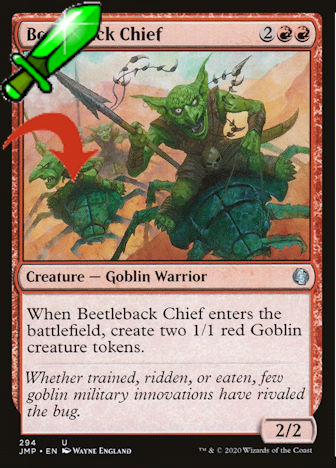 Beetleback Chief 2
Creature — Goblin Warrior
When Beetleback Chief enters the
battlefield, create two 1/1 red Goblin
creature tokens.
Whether trained, ridden, or eaten, few
goblin military innovations have rivaled
the bug.
2/2
294 U
JMP • EN WAYNE ENGLAND ™ & © 2020 Wizards of the Coast